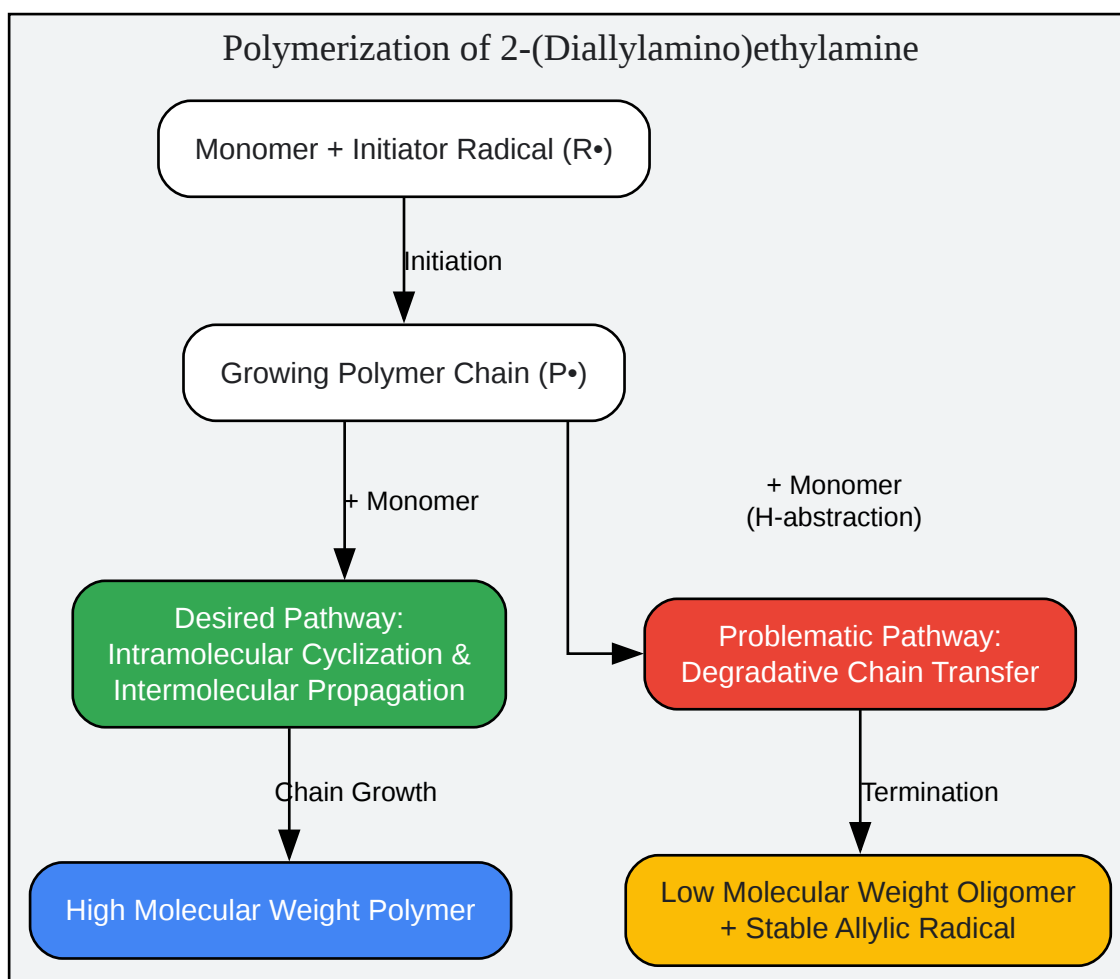 Polymerization of 2-(Diallylamino)ethylamine
Monomer + Initiator Radical (R•)
Initiation
Growing Polymer Chain (P•)
+ Monomer
+ Monomer
(H-abstraction)
Desired Pathway:
Intramolecular Cyclization &
Intermolecular Propagation
Problematic Pathway:
Degradative Chain Transfer
Chain Growth
Termination
High Molecular Weight Polymer
Low Molecular Weight Oligomer
+ Stable Allylic Radical